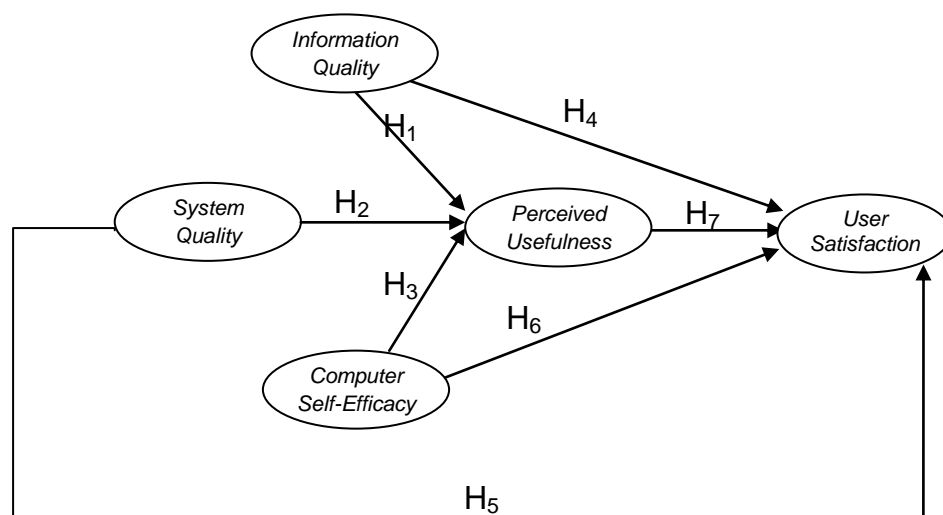 Information
Quality
H4
H1
System
Quality
H2
Perceived
Usefulness
H7
User
Satisfaction
H3
H6
Computer
Self-Efficacy
H5